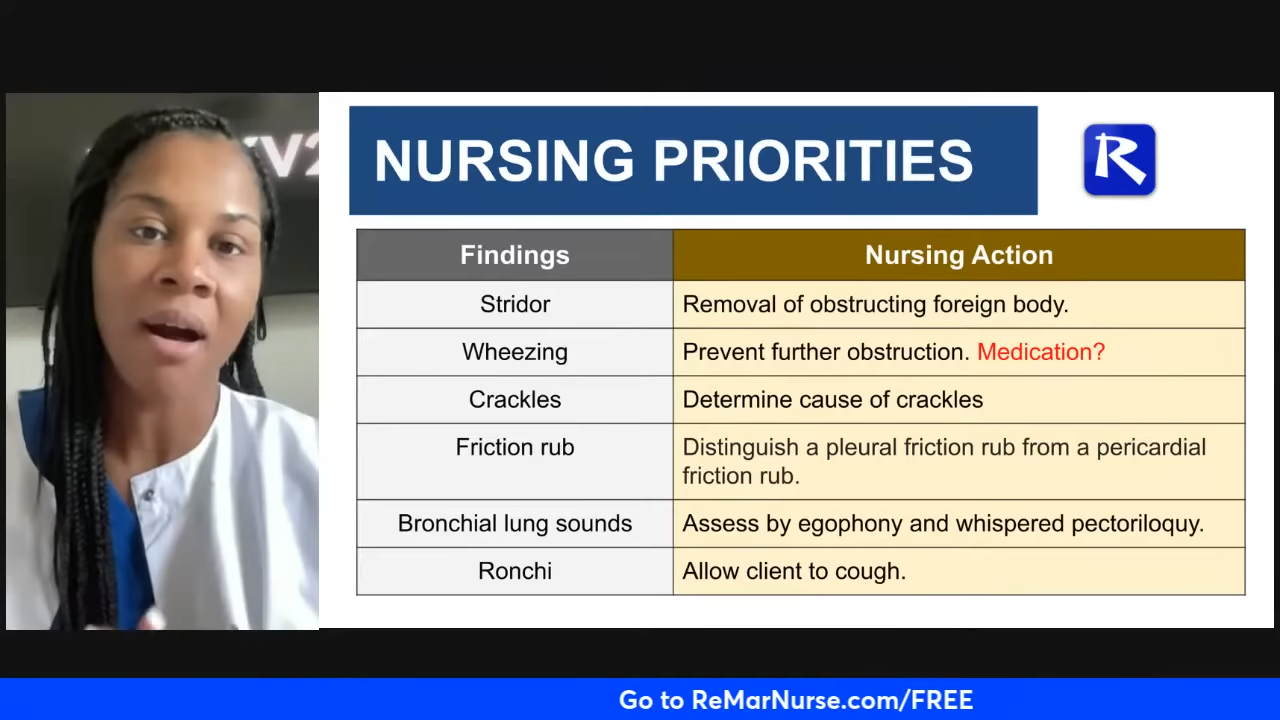 V2
NURSING PRIORITIES
R
Findings
Nursing Action
Stridor
Removal of obstructing foreign body.
Wheezing
Prevent further obstruction. Medication?
Crackles
Determine cause of crackles
Friction rub
Distinguish a pleural friction rub from a pericardial
friction rub.
Bronchial lung sounds
Assess by egophony and whispered pectoriloquy.
Ronchi
Allow client to cough.
Go to ReMarNurse.com/FREE